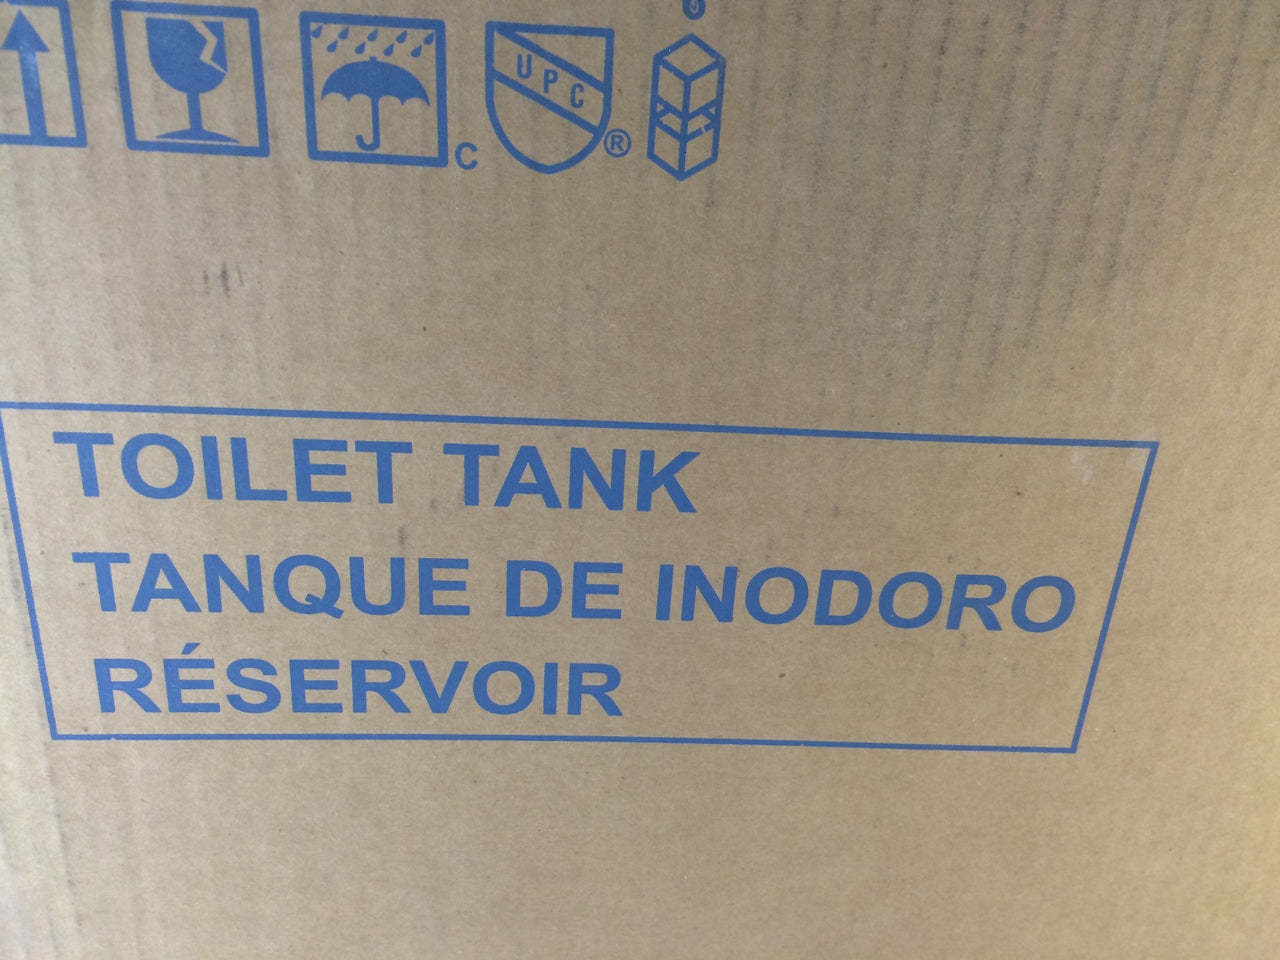 UPC
C ®
TOILET TANK
TANQUE DE INODORO
RÉSERVOIR